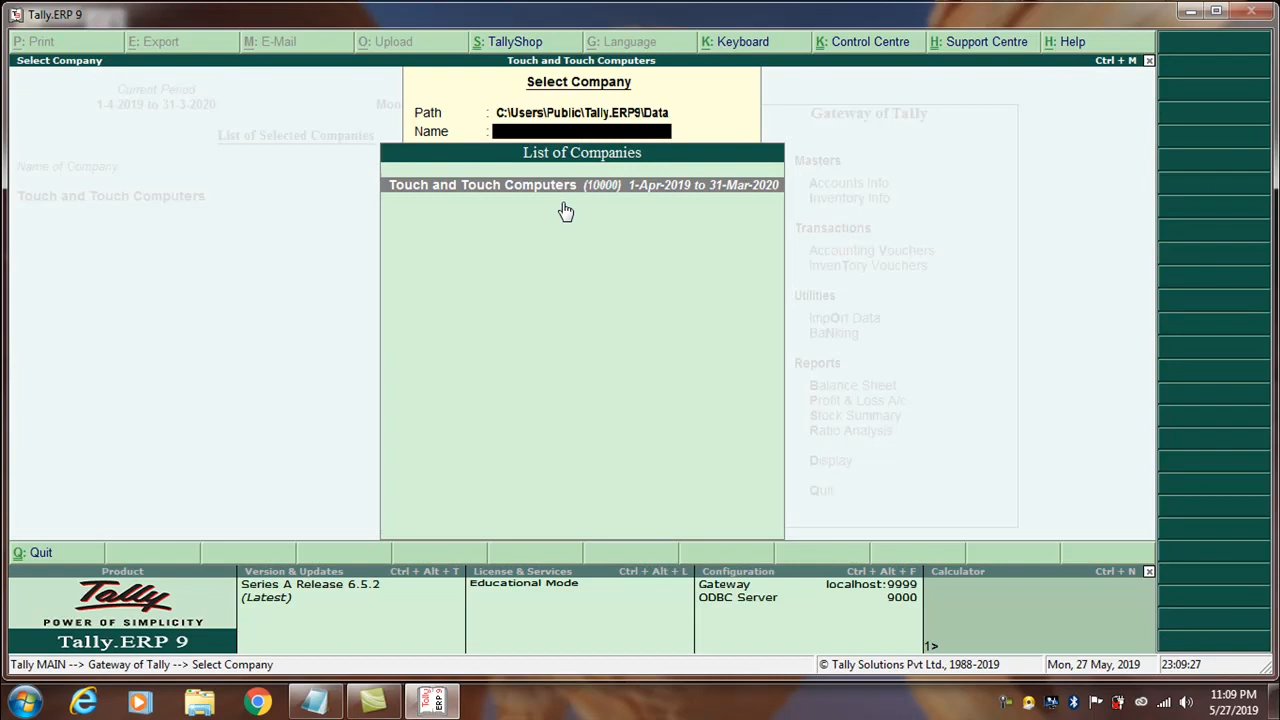 Tally.ERP 9
P: Print
E: Export
M: E-Mail
O: Upload
S: TallyShop
G: Language
K: Keyboard
K: Control Centre
H: Support Centre
H: Help
Select Company
Touch and Touch Computers
Ctrl + M
Current Period
1-4-2019 to 31-3-2020
Mon
List of Selected Companies
Name of Company
Touch and Touch Computers
Select Company
Path : C:\Users\Public\Tally.ERP9\Data
Name :
List of Companies
Touch and Touch Computers (10000) 1-Apr-2019 to 31-Mar-2020
Gateway of Tally
Masters
Accounts Info
Inventory Info
Transactions
Accounting Vouchers
InvenTory Vouchers
Utilities
ImpOrt Data
BaNking
Reports
Balance Sheet
Profit & Loss A/c
Stock Summary
Ratio Analysis
Display
Quit
Q: Quit
Product
Tally
POWER OF SIMPLICITY
Tally.ERP 9
Version & Updates Ctrl + Alt + T
Series A Release 6.5.2
(Latest)
License & Services Ctrl + Alt + L
Educational Mode
Configuration Ctrl + Alt + F
Gateway localhost:9999
ODBC Server 9000
Calculator Ctrl + N
1>
Tally MAIN --> Gateway of Tally --> Select Company
© Tally Solutions Pvt Ltd., 1988-2019
Mon, 27 May, 2019
23:09:27
Tally ERP 9
11:09 PM
5/27/2019